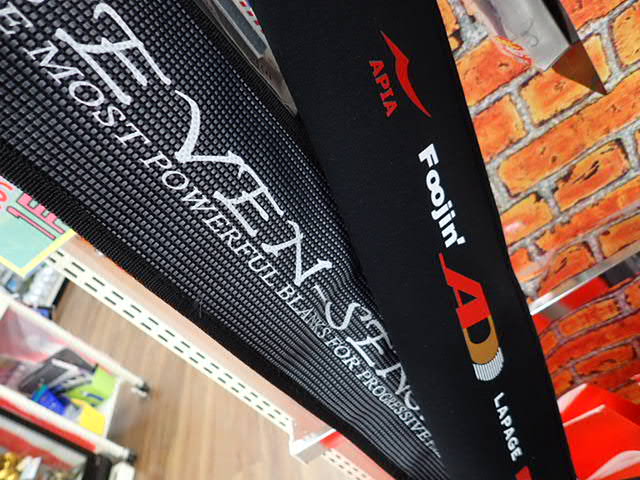 EVEN-SENS
MOST POWERFUL BLANKS FOR PROGRESSIVE
APIA
Foojin'
AD
LAPAGE